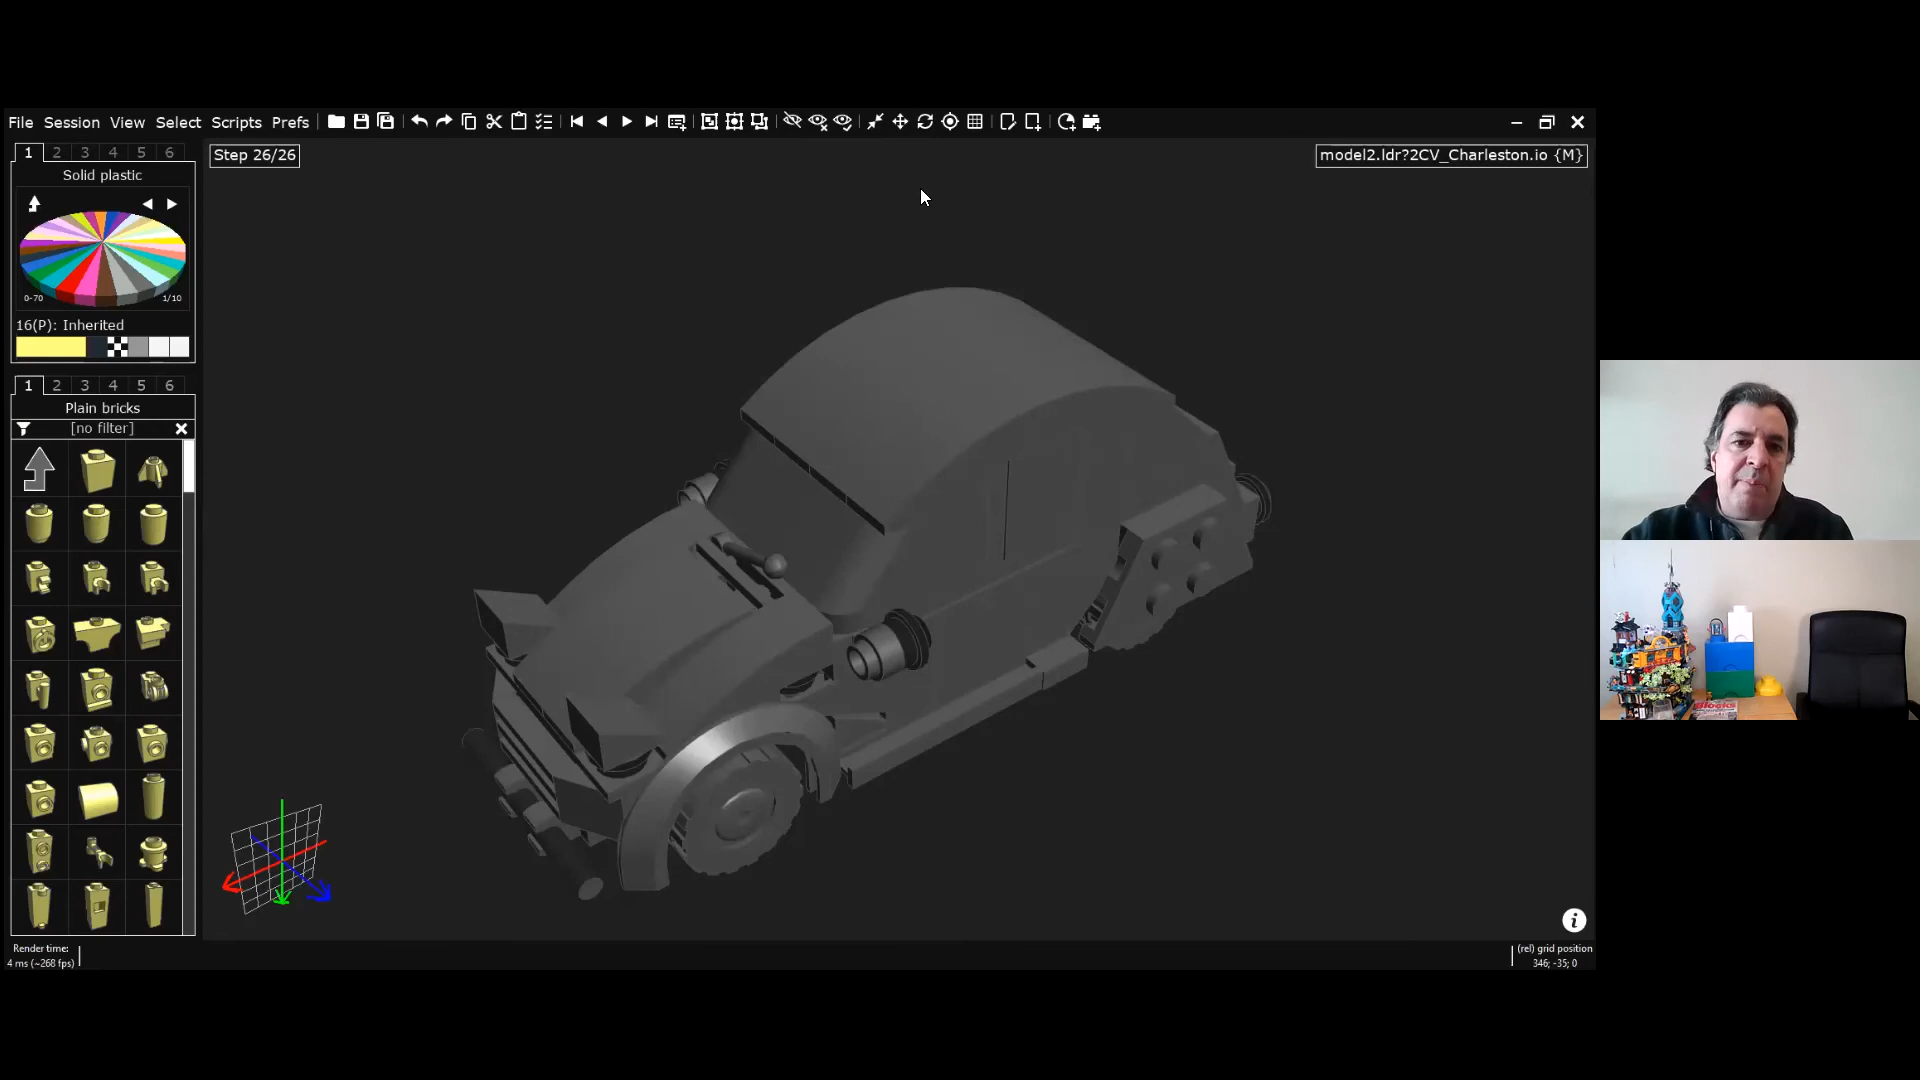 File Session View Select Scripts Prefs
1 2 3 4 5 6
Solid plastic
0-70 1/10
16(P): Inherited
1 2 3 4 5 6
Plain bricks
[no filter]
Step 26/26
model2.ldr?2CV_Charleston.io {M}
i
Render time:
4 ms (~268 fps)
(rel) grid position
346; -35; 0
Blocks